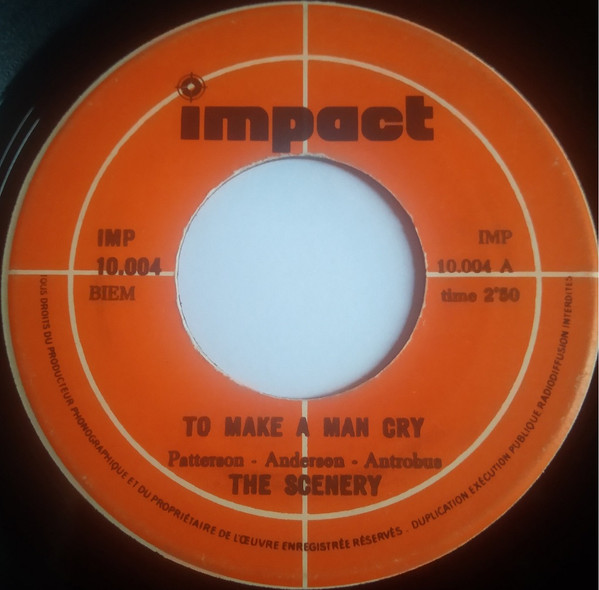 impact
IMP
10.004
BIEM
IMP
10.004 A
time 2'50
TO MAKE A MAN CRY
Patterson - Anderson - Antrobus
THE SCENERY
TOUS DROITS DU PRODUCTEUR PHONOGRAPHIQUE ET DU PROPRIÉTAIRE DE L'ŒUVRE ENREGISTRÉE RÉSERVÉS . DUPLICATION EXÉCUTION PUBLIQUE RADIODIFFUSION INTERDITES